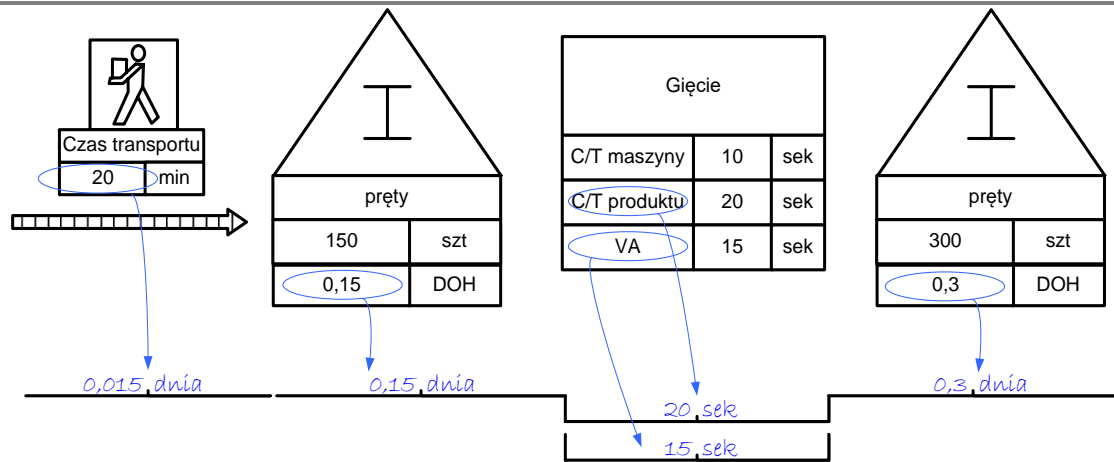 Czas transportu
20 min
pręty
150 szt
0,15 DOH
Gięcie
C/T maszyny 10 sek
C/T produktu 20 sek
VA 15 sek
pręty
300 szt
0,3 DOH
0,015 dnia
0,15 dnia
20 sek
15 sek
0,3 dnia